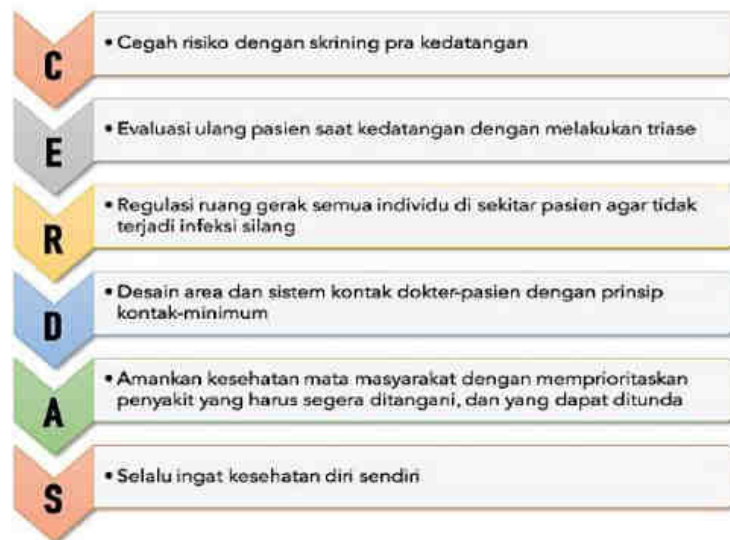 C
• Cegah risiko dengan skrining pra kedatangan
E
• Evaluasi ulang pasien saat kedatangan dengan melakukan triase
R
• Regulasi ruang gerak semua individu di sekitar pasien agar tidak
terjadi infeksi silang
D
• Desain area dan sistem kontak dokter-pasien dengan prinsip
kontak-minimum
A
• Amankan kesehatan mata masyarakat dengan memprioritaskan
penyakit yang harus segera ditangani, dan yang dapat ditunda
S
• Selalu ingat kesehatan diri sendiri